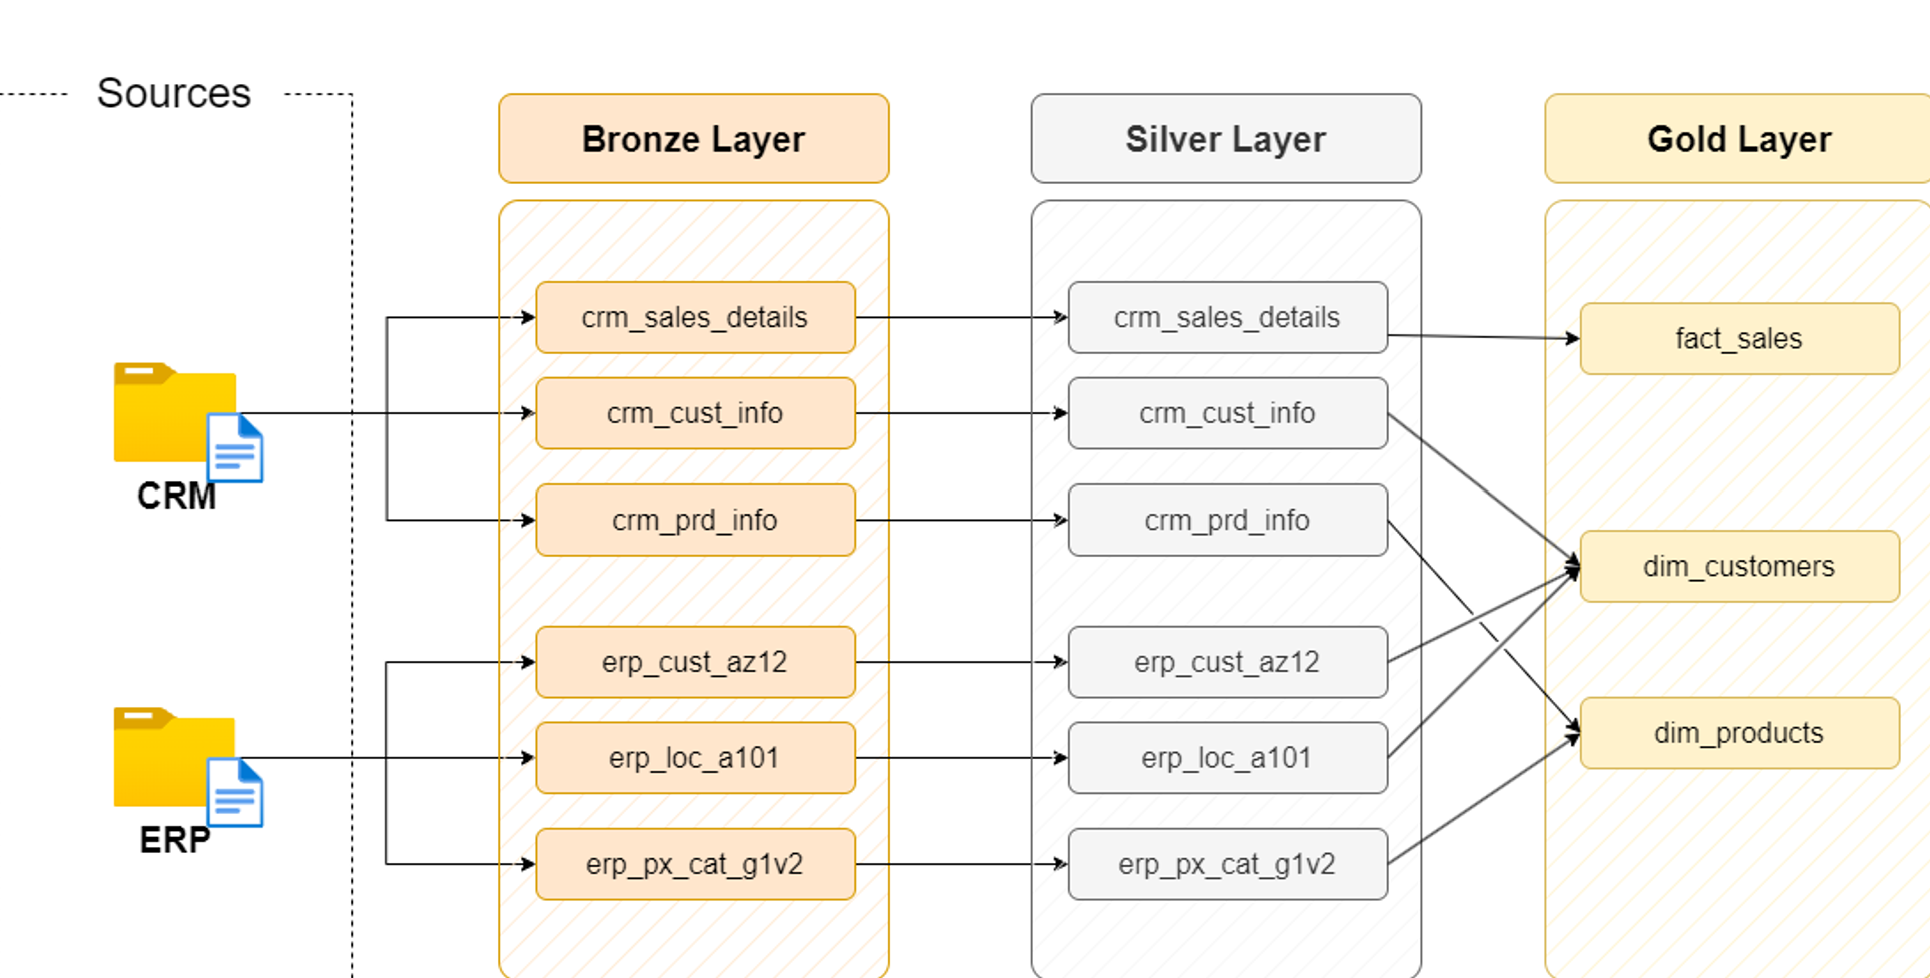 Sources
Bronze Layer
Silver Layer
Gold Layer
crm_sales_details
crm_sales_details
fact_sales
crm_cust_info
crm_cust_info
CRM
crm_prd_info
crm_prd_info
dim_customers
erp_cust_az12
erp_cust_az12
dim_products
erp_loc_a101
erp_loc_a101
ERP
erp_px_cat_g1v2
erp_px_cat_g1v2